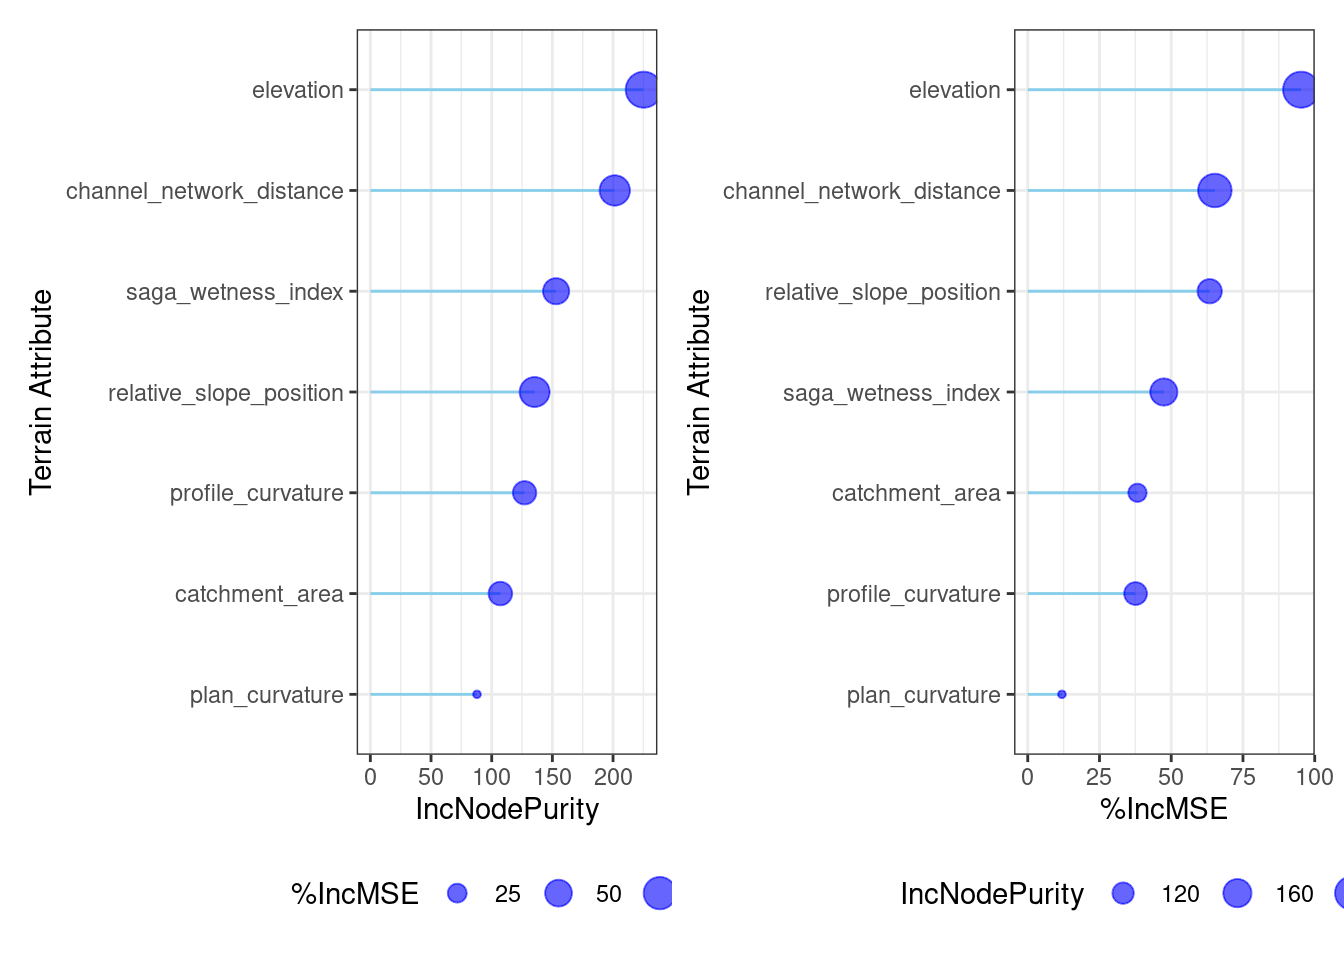 Terrain Attribute
elevation
channel_network_distance
saga_wetness_index
relative_slope_position
profile_curvature
catchment_area
plan_curvature
0 50 100 150 200
IncNodePurity
%IncMSE 25 50
Terrain Attribute
elevation
channel_network_distance
relative_slope_position
saga_wetness_index
catchment_area
profile_curvature
plan_curvature
0 25 50 75 100
%IncMSE
IncNodePurity 120 160